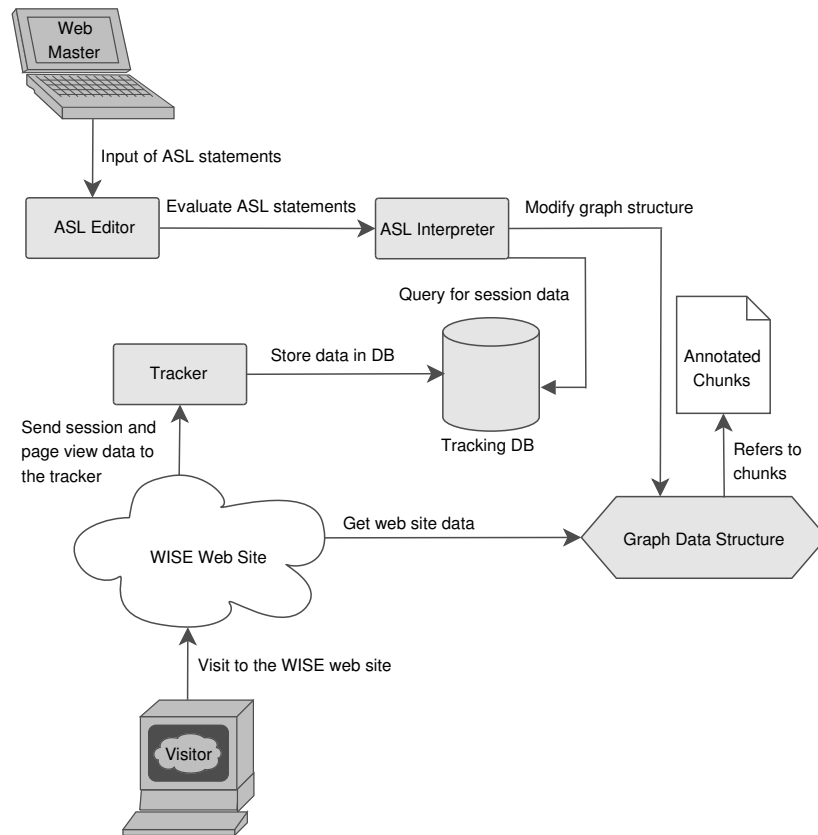 Web
Master
Input of ASL statements
ASL Editor
Evaluate ASL statements
ASL Interpreter
Modify graph structure
Query for session data
Annotated
Chunks
Tracker
Store data in DB
Tracking DB
Send session and
page view data to
the tracker
Refers to
chunks
WISE Web Site
Get web site data
Graph Data Structure
Visit to the WISE web site
Visitor